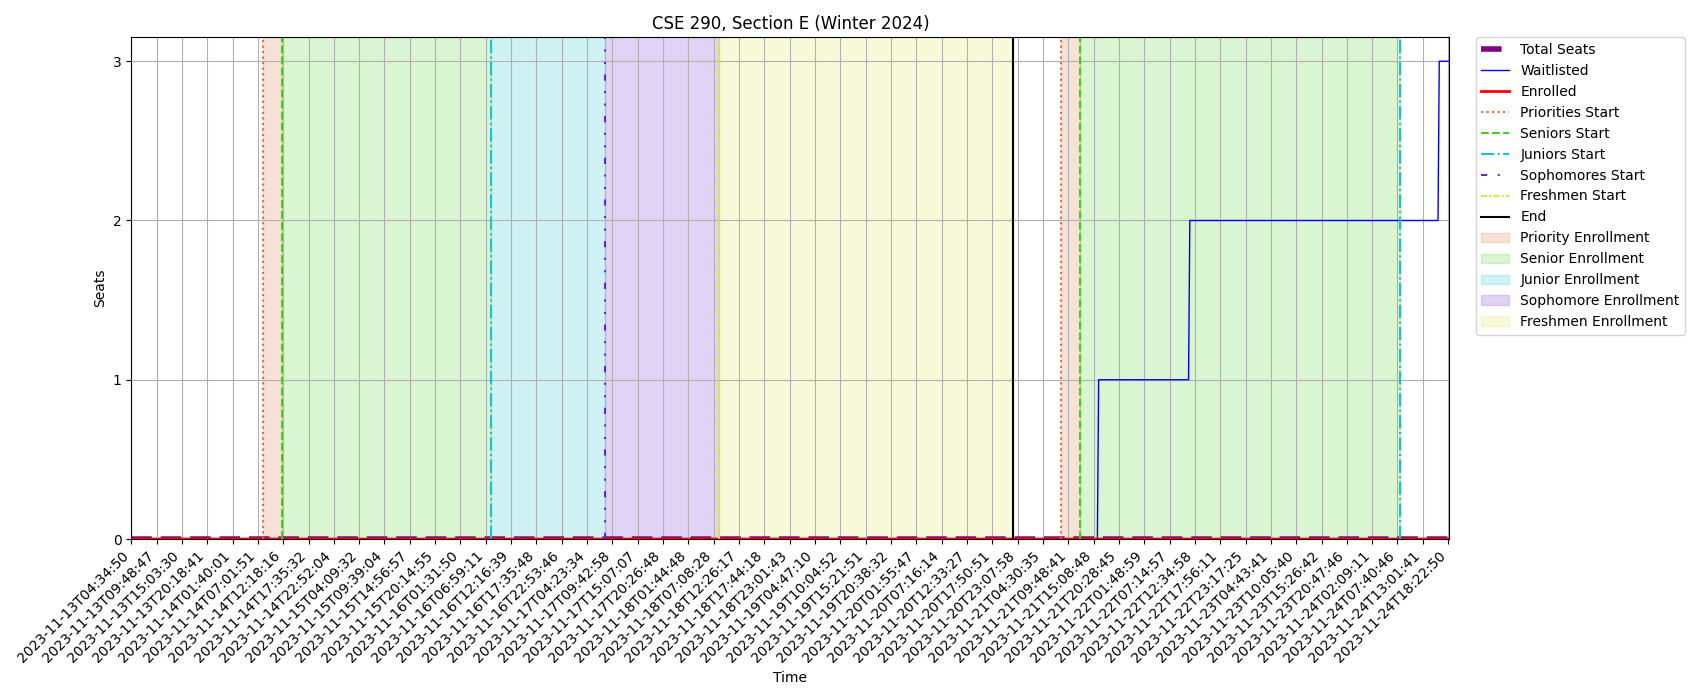 CSE 290, Section E (Winter 2024)
Seats
3
2
1
0
2023-11-13T04:34:50
2023-11-13T09:48:47
2023-11-13T15:03:30
2023-11-13T20:18:41
2023-11-14T01:40:01
2023-11-14T07:01:51
2023-11-14T12:18:16
2023-11-14T17:35:32
2023-11-14T22:52:04
2023-11-15T04:09:32
2023-11-15T09:39:04
2023-11-15T14:56:57
2023-11-15T20:14:55
2023-11-16T01:31:50
2023-11-16T06:59:11
2023-11-16T12:16:39
2023-11-16T17:35:48
2023-11-16T22:53:46
2023-11-17T04:23:34
2023-11-17T09:42:58
2023-11-17T15:07:07
2023-11-17T20:26:48
2023-11-18T01:44:48
2023-11-18T07:08:28
2023-11-18T12:26:17
2023-11-18T17:44:18
2023-11-18T23:01:43
2023-11-19T04:47:10
2023-11-19T10:04:52
2023-11-19T15:21:51
2023-11-19T20:38:32
2023-11-20T01:55:47
2023-11-20T07:16:14
2023-11-20T12:33:27
2023-11-20T17:50:51
2023-11-20T23:07:58
2023-11-21T04:30:35
2023-11-21T09:48:41
2023-11-21T15:08:48
2023-11-21T20:28:45
2023-11-22T01:48:59
2023-11-22T07:14:57
2023-11-22T12:34:58
2023-11-22T17:56:11
2023-11-22T23:17:25
2023-11-23T04:43:41
2023-11-23T10:05:40
2023-11-23T15:26:42
2023-11-23T20:47:46
2023-11-24T02:09:11
2023-11-24T07:40:46
2023-11-24T13:01:41
2023-11-24T18:22:50
Time
Total Seats
Waitlisted
Enrolled
Priorities Start
Seniors Start
Juniors Start
Sophomores Start
Freshmen Start
End
Priority Enrollment
Senior Enrollment
Junior Enrollment
Sophomore Enrollment
Freshmen Enrollment